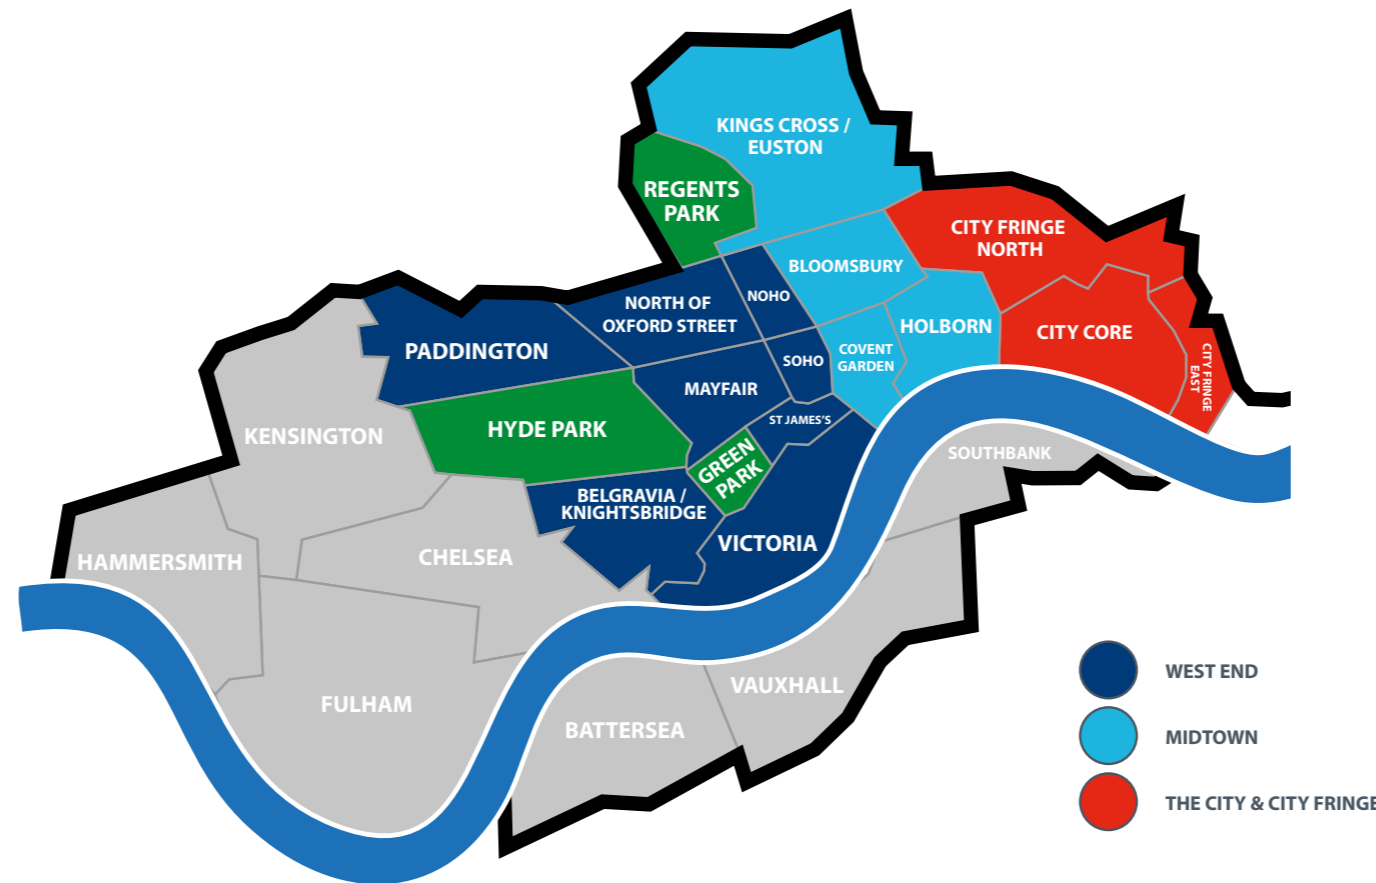 KINGS CROSS /
EUSTON
REGENTS
PARK
CITY FRINGE
NORTH
BLOOMSBURY
NOHO
NORTH OF
OXFORD STREET
HOLBORN
CITY CORE
PADDINGTON
SOHO
COVENT
GARDEN
CITY FRINGE
EAST
MAYFAIR
ST JAMES'S
HYDE PARK
KENSINGTON
GREEN
PARK
SOUTHBANK
BELGRAVIA /
KNIGHTSBRIDGE
VICTORIA
CHELSEA
HAMMERSMITH
VAUXHALL
FULHAM
BATTERSEA
WEST END
MIDTOWN
THE CITY & CITY FRINGE